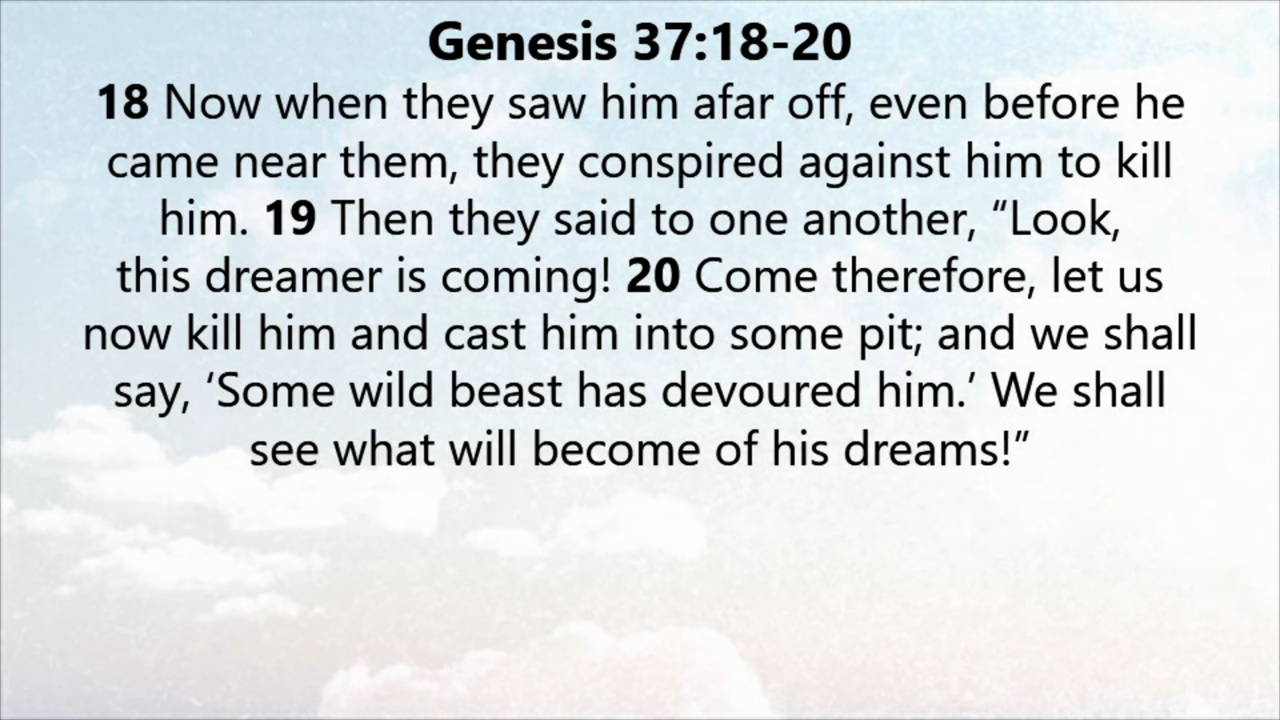 Genesis 37:18-20
18 Now when they saw him afar off, even before he
came near them, they conspired against him to kill
him. 19 Then they said to one another, “Look,
this dreamer is coming! 20 Come therefore, let us
now kill him and cast him into some pit; and we shall
say, ‘Some wild beast has devoured him.’ We shall
see what will become of his dreams!”